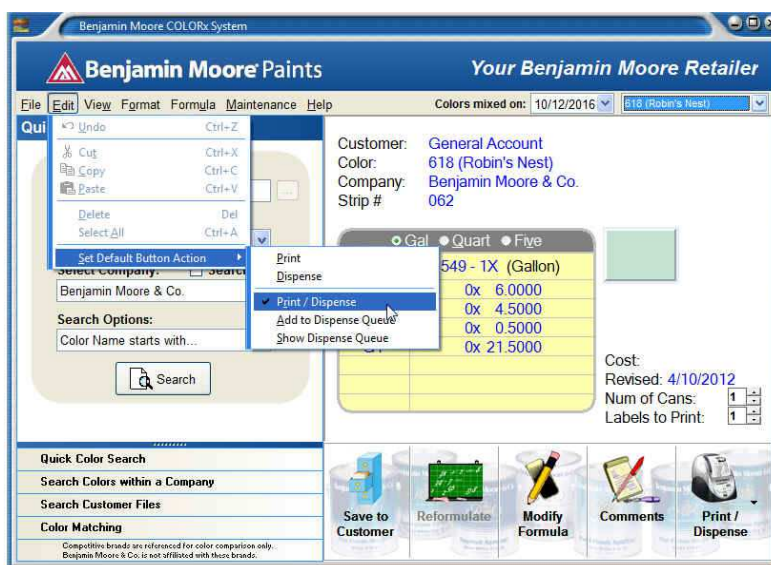 Benjamin Moore COLORx System
Benjamin Moore Paints
Your Benjamin Moore Retailer
File Edit View Format Formula Maintenance Help
Colors mixed on: 10/12/2016
618 (Robin's Nest)
Qui
Undo Ctrl+Z
Cut Ctrl+X
Copy Ctrl+C
Paste Ctrl+V
Delete Del
Select All Ctrl+A
Set Default Button Action
Print
Dispense
Print / Dispense
Add to Dispense Queue
Show Dispense Queue
Select Company: Search
Benjamin Moore & Co.
Search Options:
Color Name starts with...
Search
Quick Color Search
Search Colors within a Company
Search Customer Files
Color Matching
Competitive brands are referenced for color comparison only.
Benjamin Moore & Co. is not affiliated with these brands.
Customer: General Account
Color: 618 (Robin's Nest)
Company: Benjamin Moore & Co.
Strip # 062
Gal Quart Five
549 - 1X (Gallon)
0x 6.0000
0x 4.5000
0x 0.5000
0x 21.5000
Cost:
Revised: 4/10/2012
Num of Cans: 1
Labels to Print: 1
Save to Customer
Reformulate
Modify Formula
Comments
Print / Dispense